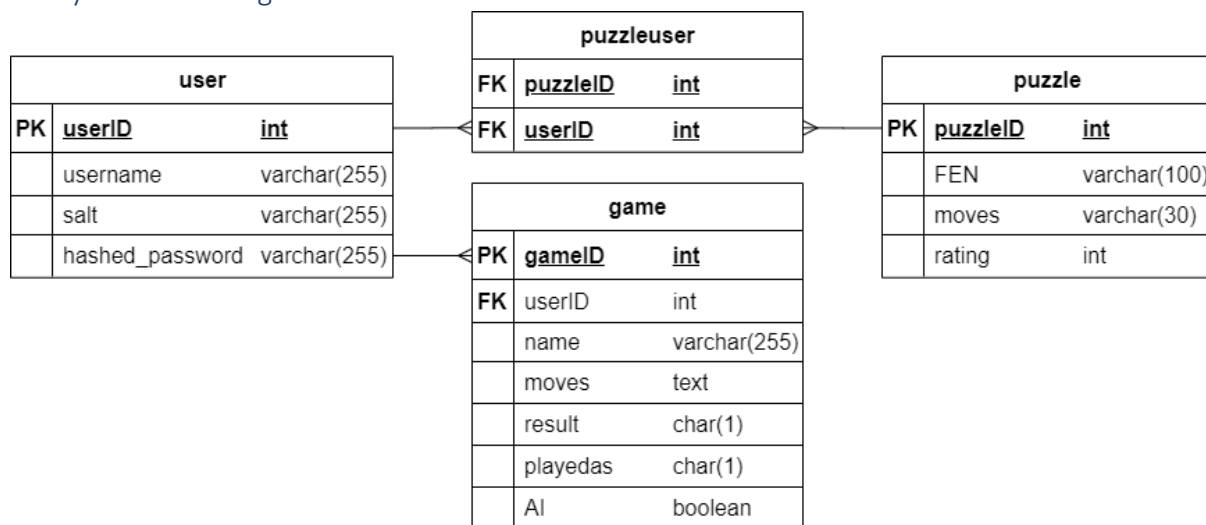 puzzleuser
FK puzzleID int
FK userID int
user
PK userID int
username varchar(255)
salt varchar(255)
hashed_password varchar(255)
puzzle
PK puzzleID int
FEN varchar(100)
moves varchar(30)
rating int
game
PK gameID int
FK userID int
name varchar(255)
moves text
result char(1)
playedas char(1)
AI boolean